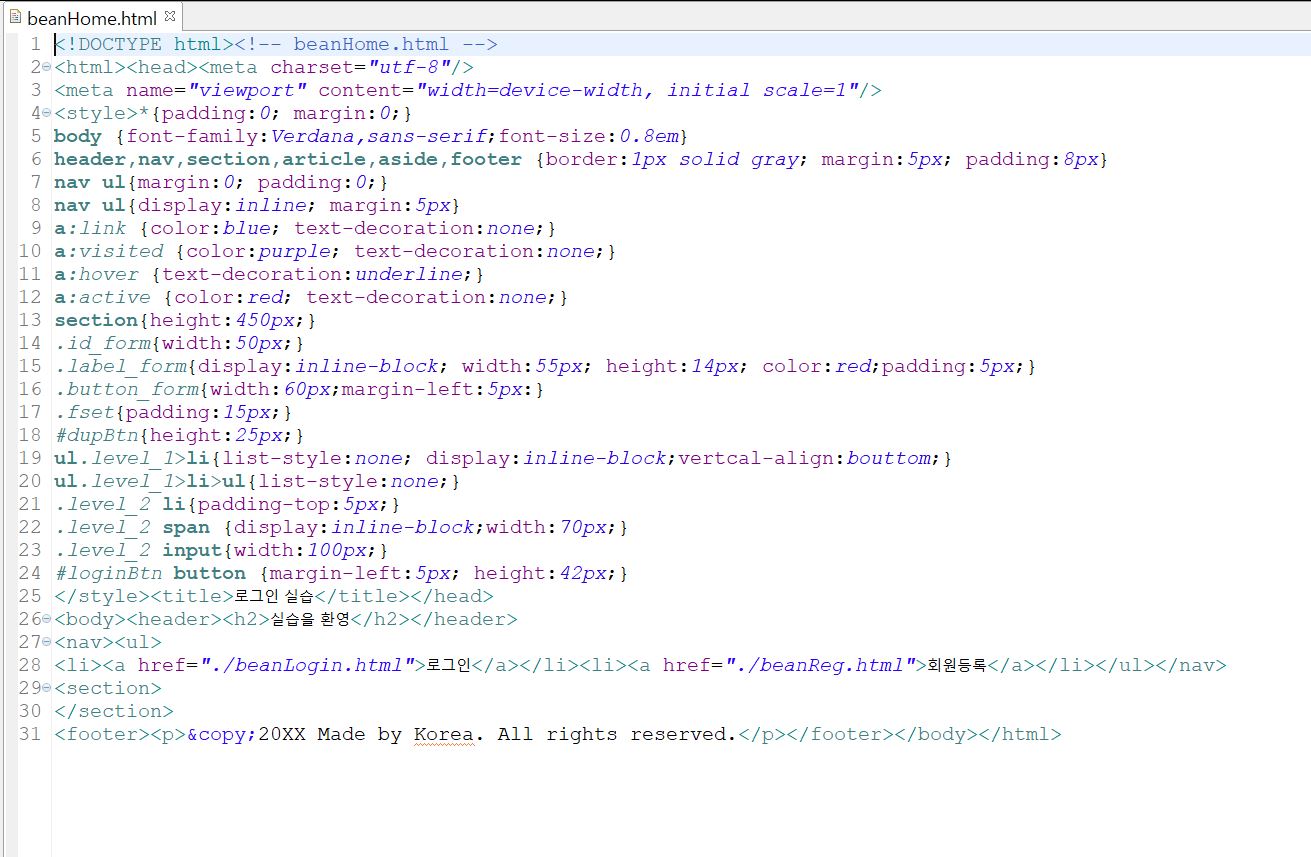 beanHome.html
1 <!DOCTYPE html><!-- beanHome.html -->
2 <html><head><meta charset="utf-8"/>
3 <meta name="viewport" content="width=device-width, initial scale=1"/>
4 <style>*{padding:0; margin:0;}
5 body {font-family:Verdana,sans-serif;font-size:0.8em}
6 header,nav,section,article,aside,footer {border:1px solid gray; margin:5px; padding:8px}
7 nav ul{margin:0; padding:0;}
8 nav ul{display:inline; margin:5px}
9 a:link {color:blue; text-decoration:none;}
10 a:visited {color:purple; text-decoration:none;}
11 a:hover {text-decoration:underline;}
12 a:active {color:red; text-decoration:none;}
13 section{height:450px;}
14 .id_form{width:50px;}
15 .label_form{display:inline-block; width:55px; height:14px; color:red;padding:5px;}
16 .button_form{width:60px;margin-left:5px:}
17 .fset{padding:15px;}
18 #dupBtn{height:25px;}
19 ul.level_1>li{list-style:none; display:inline-block;vertcal-align:bouttom;}
20 ul.level_1>li>ul{list-style:none;}
21 .level_2 li{padding-top:5px;}
22 .level_2 span {display:inline-block;width:70px;}
23 .level_2 input{width:100px;}
24 #loginBtn button {margin-left:5px; height:42px;}
25 </style><title>로그인 실습</title></head>
26 <body><header><h2>실습을 환영</h2></header>
27 <nav><ul>
28 <li><a href="./beanLogin.html">로그인</a></li><li><a href="./beanReg.html">회원등록</a></li></ul></nav>
29 <section>
30 </section>
31 <footer><p>&copy;20XX Made by Korea. All rights reserved.</p></footer></body></html>